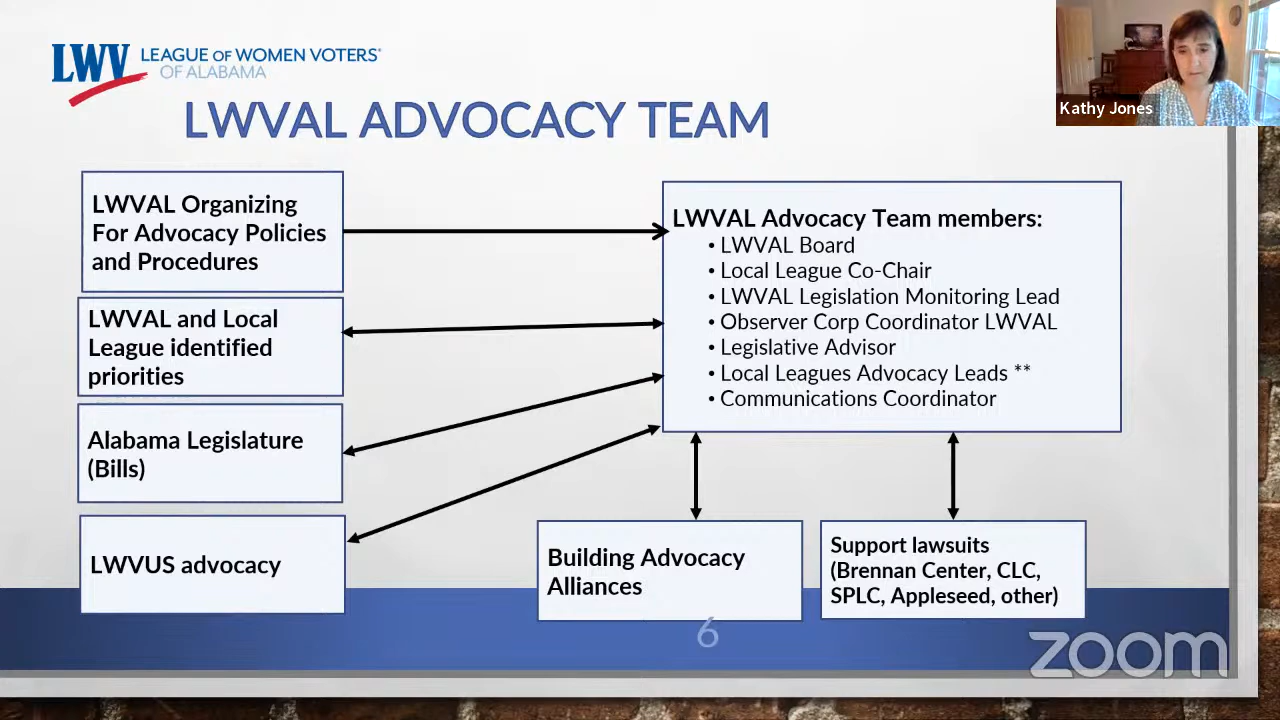 LWV LEAGUE OF WOMEN VOTERS®
OF ALABAMA
LWVAL ADVOCACY TEAM
Kathy Jones
LWVAL Organizing
For Advocacy Policies
and Procedures
LWVAL and Local
League identified
priorities
Alabama Legislature
(Bills)
LWVUS advocacy
LWVAL Advocacy Team members:
• LWVAL Board
• Local League Co-Chair
• LWVAL Legislation Monitoring Lead
• Observer Corp Coordinator LWVAL
• Legislative Advisor
• Local Leagues Advocacy Leads **
• Communications Coordinator
Building Advocacy
Alliances
Support lawsuits
(Brennan Center, CLC,
SPLC, Appleseed, other)
6
zoom